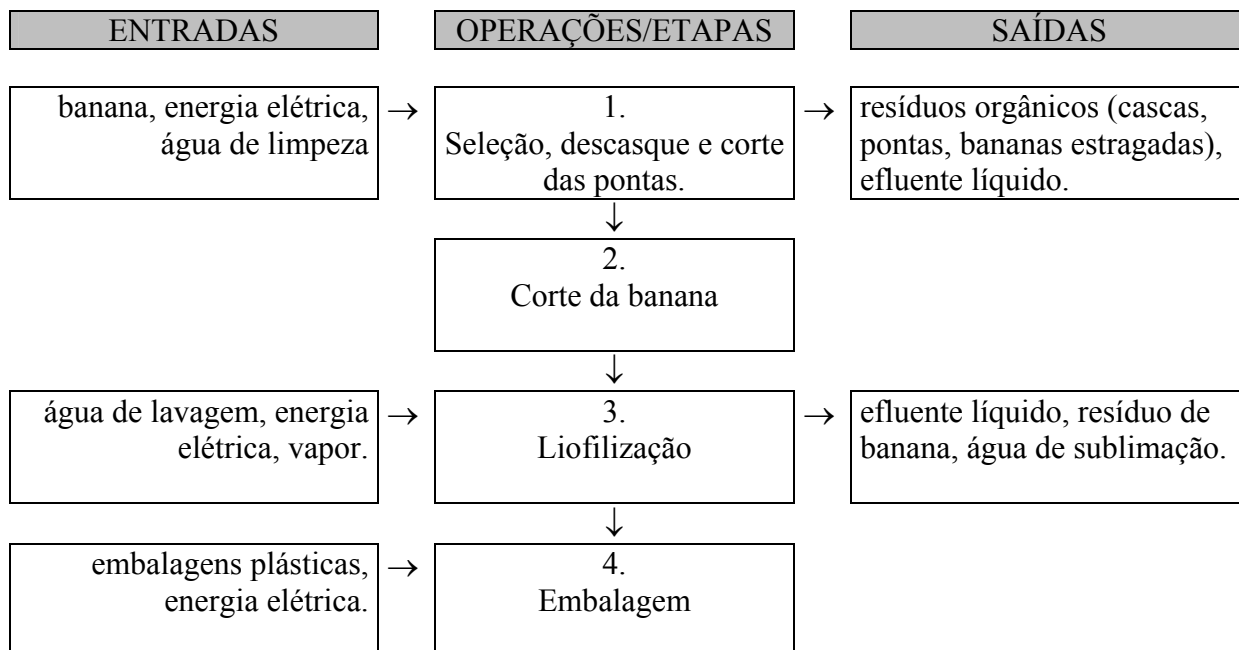 ENTRADAS
OPERAÇÕES/ETAPAS
SAÍDAS
banana, energia elétrica,
água de limpeza
→
1.
Seleção, descasque e corte
das pontas.
→
resíduos orgânicos (cascas,
pontas, bananas estragadas),
efluente líquido.
↓
2.
Corte da banana
↓
água de lavagem, energia
elétrica, vapor.
→
3.
Liofilização
→
efluente líquido, resíduo de
banana, água de sublimação.
↓
embalagens plásticas,
energia elétrica.
→
4.
Embalagem